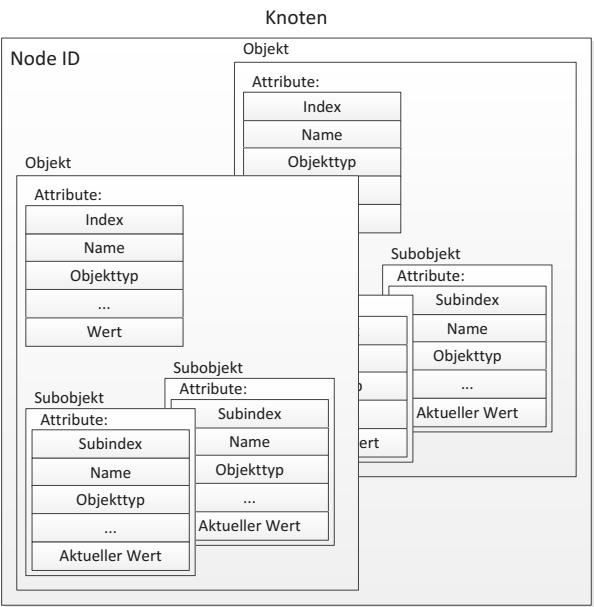 Knoten
Node ID
Objekt
Attribute:
Index
Name
Objekttyp
Objekt
Attribute:
Index
Name
Objekttyp
...
Wert
Subobjekt
Attribute:
Subindex
Name
Objekttyp
...
Aktueller Wert
Subobjekt
Attribute:
Subindex
Name
Objekttyp
...
Aktueller Wert
Subobjekt
Attribute:
Subindex
Name
Objekttyp
...
Aktueller Wert